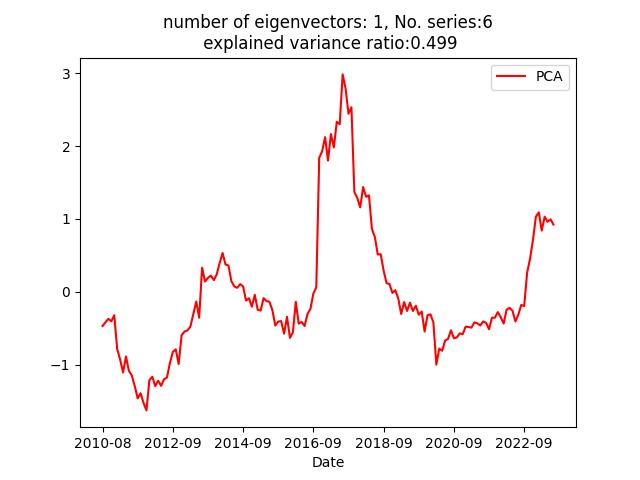 number of eigenvectors: 1, No. series:6
explained variance ratio:0.499
PCA
3
2
1
0
−1
2010-08 2012-09 2014-09 2016-09 2018-09 2020-09 2022-09
Date